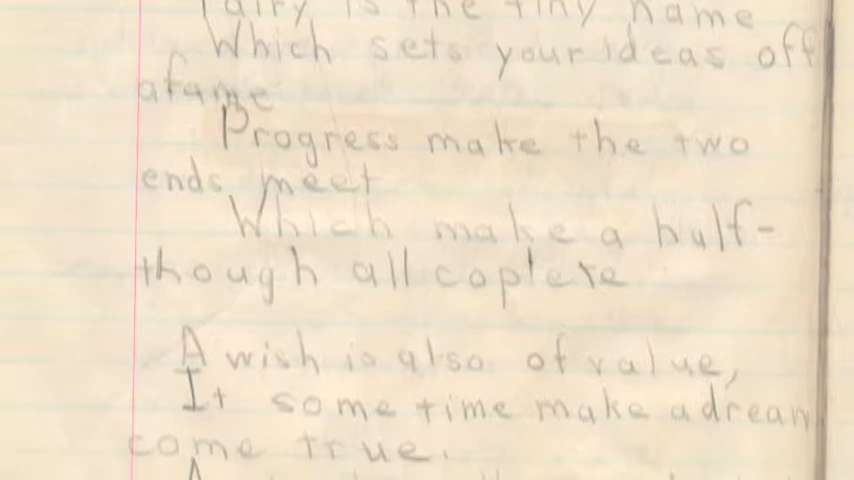 Fairy is the tiny name
Which sets your ideas off
afame
Progress make the two
ends meet
Which make a half-
though all coplete
A wish is also of value,
It some time make a dream
come true.